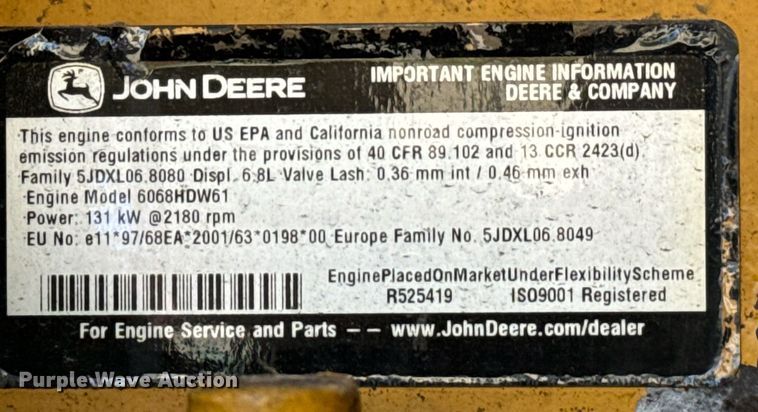 JOHN DEERE
IMPORTANT ENGINE INFORMATION
DEERE & COMPANY
This engine conforms to US EPA and California nonroad compression-ignition
emission regulations under the provisions of 40 CFR 89.102 and 13 CCR 2423(d).
Family 5JDXL06.8080 Displ. 6.8L Valve Lash: 0.36 mm int / 0.46 mm exh
Engine Model 6068HDW61
Power: 131 kW @2180 rpm
EU No: e11*97/68EA*2001/63*0198*00 Europe Family No. 5JDXL06.8049
EnginePlacedOnMarketUnderFlexibilityScheme
R525419 ISO9001 Registered
For Engine Service and Parts – – www.JohnDeere.com/dealer
Purple Wave Auction